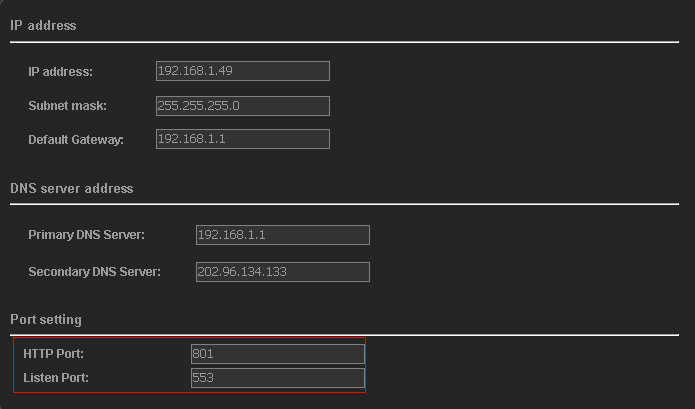 IP address
IP address: 192.168.1.49
Subnet mask: 255.255.255.0
Default Gateway: 192.168.1.1
DNS server address
Primary DNS Server: 192.168.1.1
Secondary DNS Server: 202.96.134.133
Port setting
HTTP Port: 801
Listen Port: 553